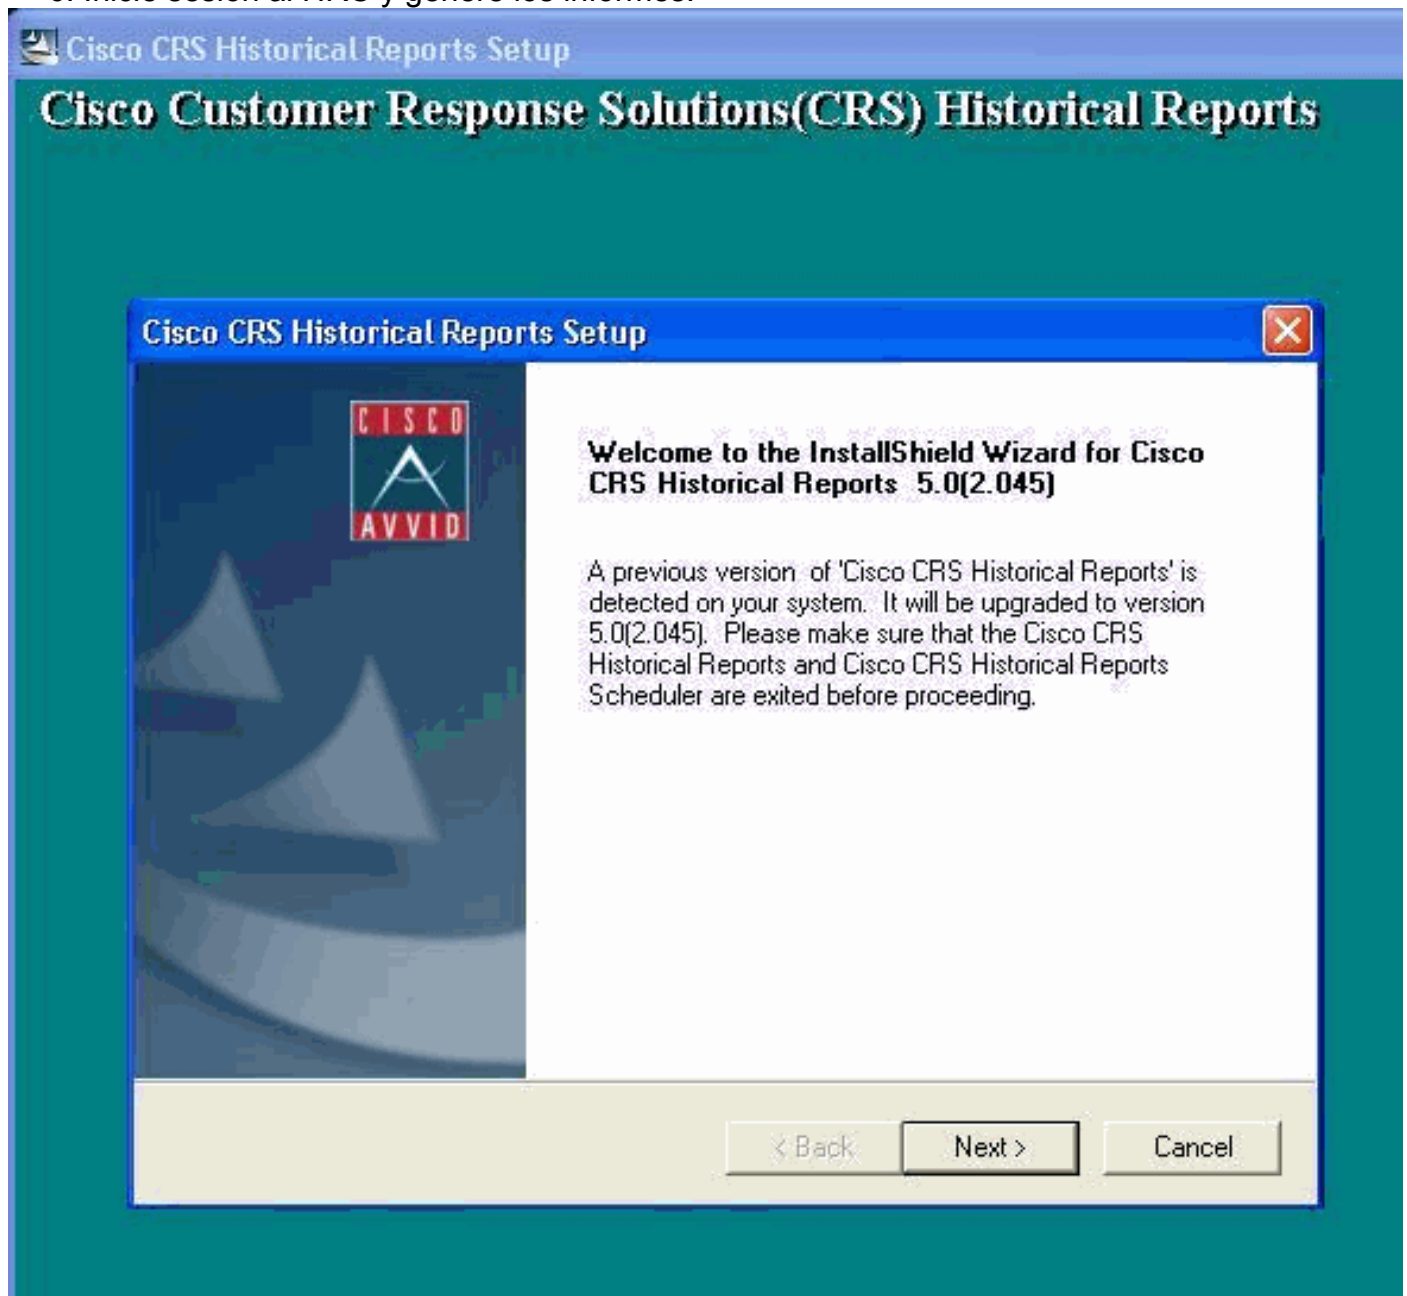 Cisco CRS Historical Reports Setup
Cisco Customer Response Solutions(CRS) Historical Reports
Cisco CRS Historical Reports Setup
CISCO
AVVID
Welcome to the InstallShield Wizard for Cisco
CRS Historical Reports 5.0(2.045)
A previous version of 'Cisco CRS Historical Reports' is
detected on your system. It will be upgraded to version
5.0(2.045). Please make sure that the Cisco CRS
Historical Reports and Cisco CRS Historical Reports
Scheduler are exited before proceeding.
< Back
Next >
Cancel